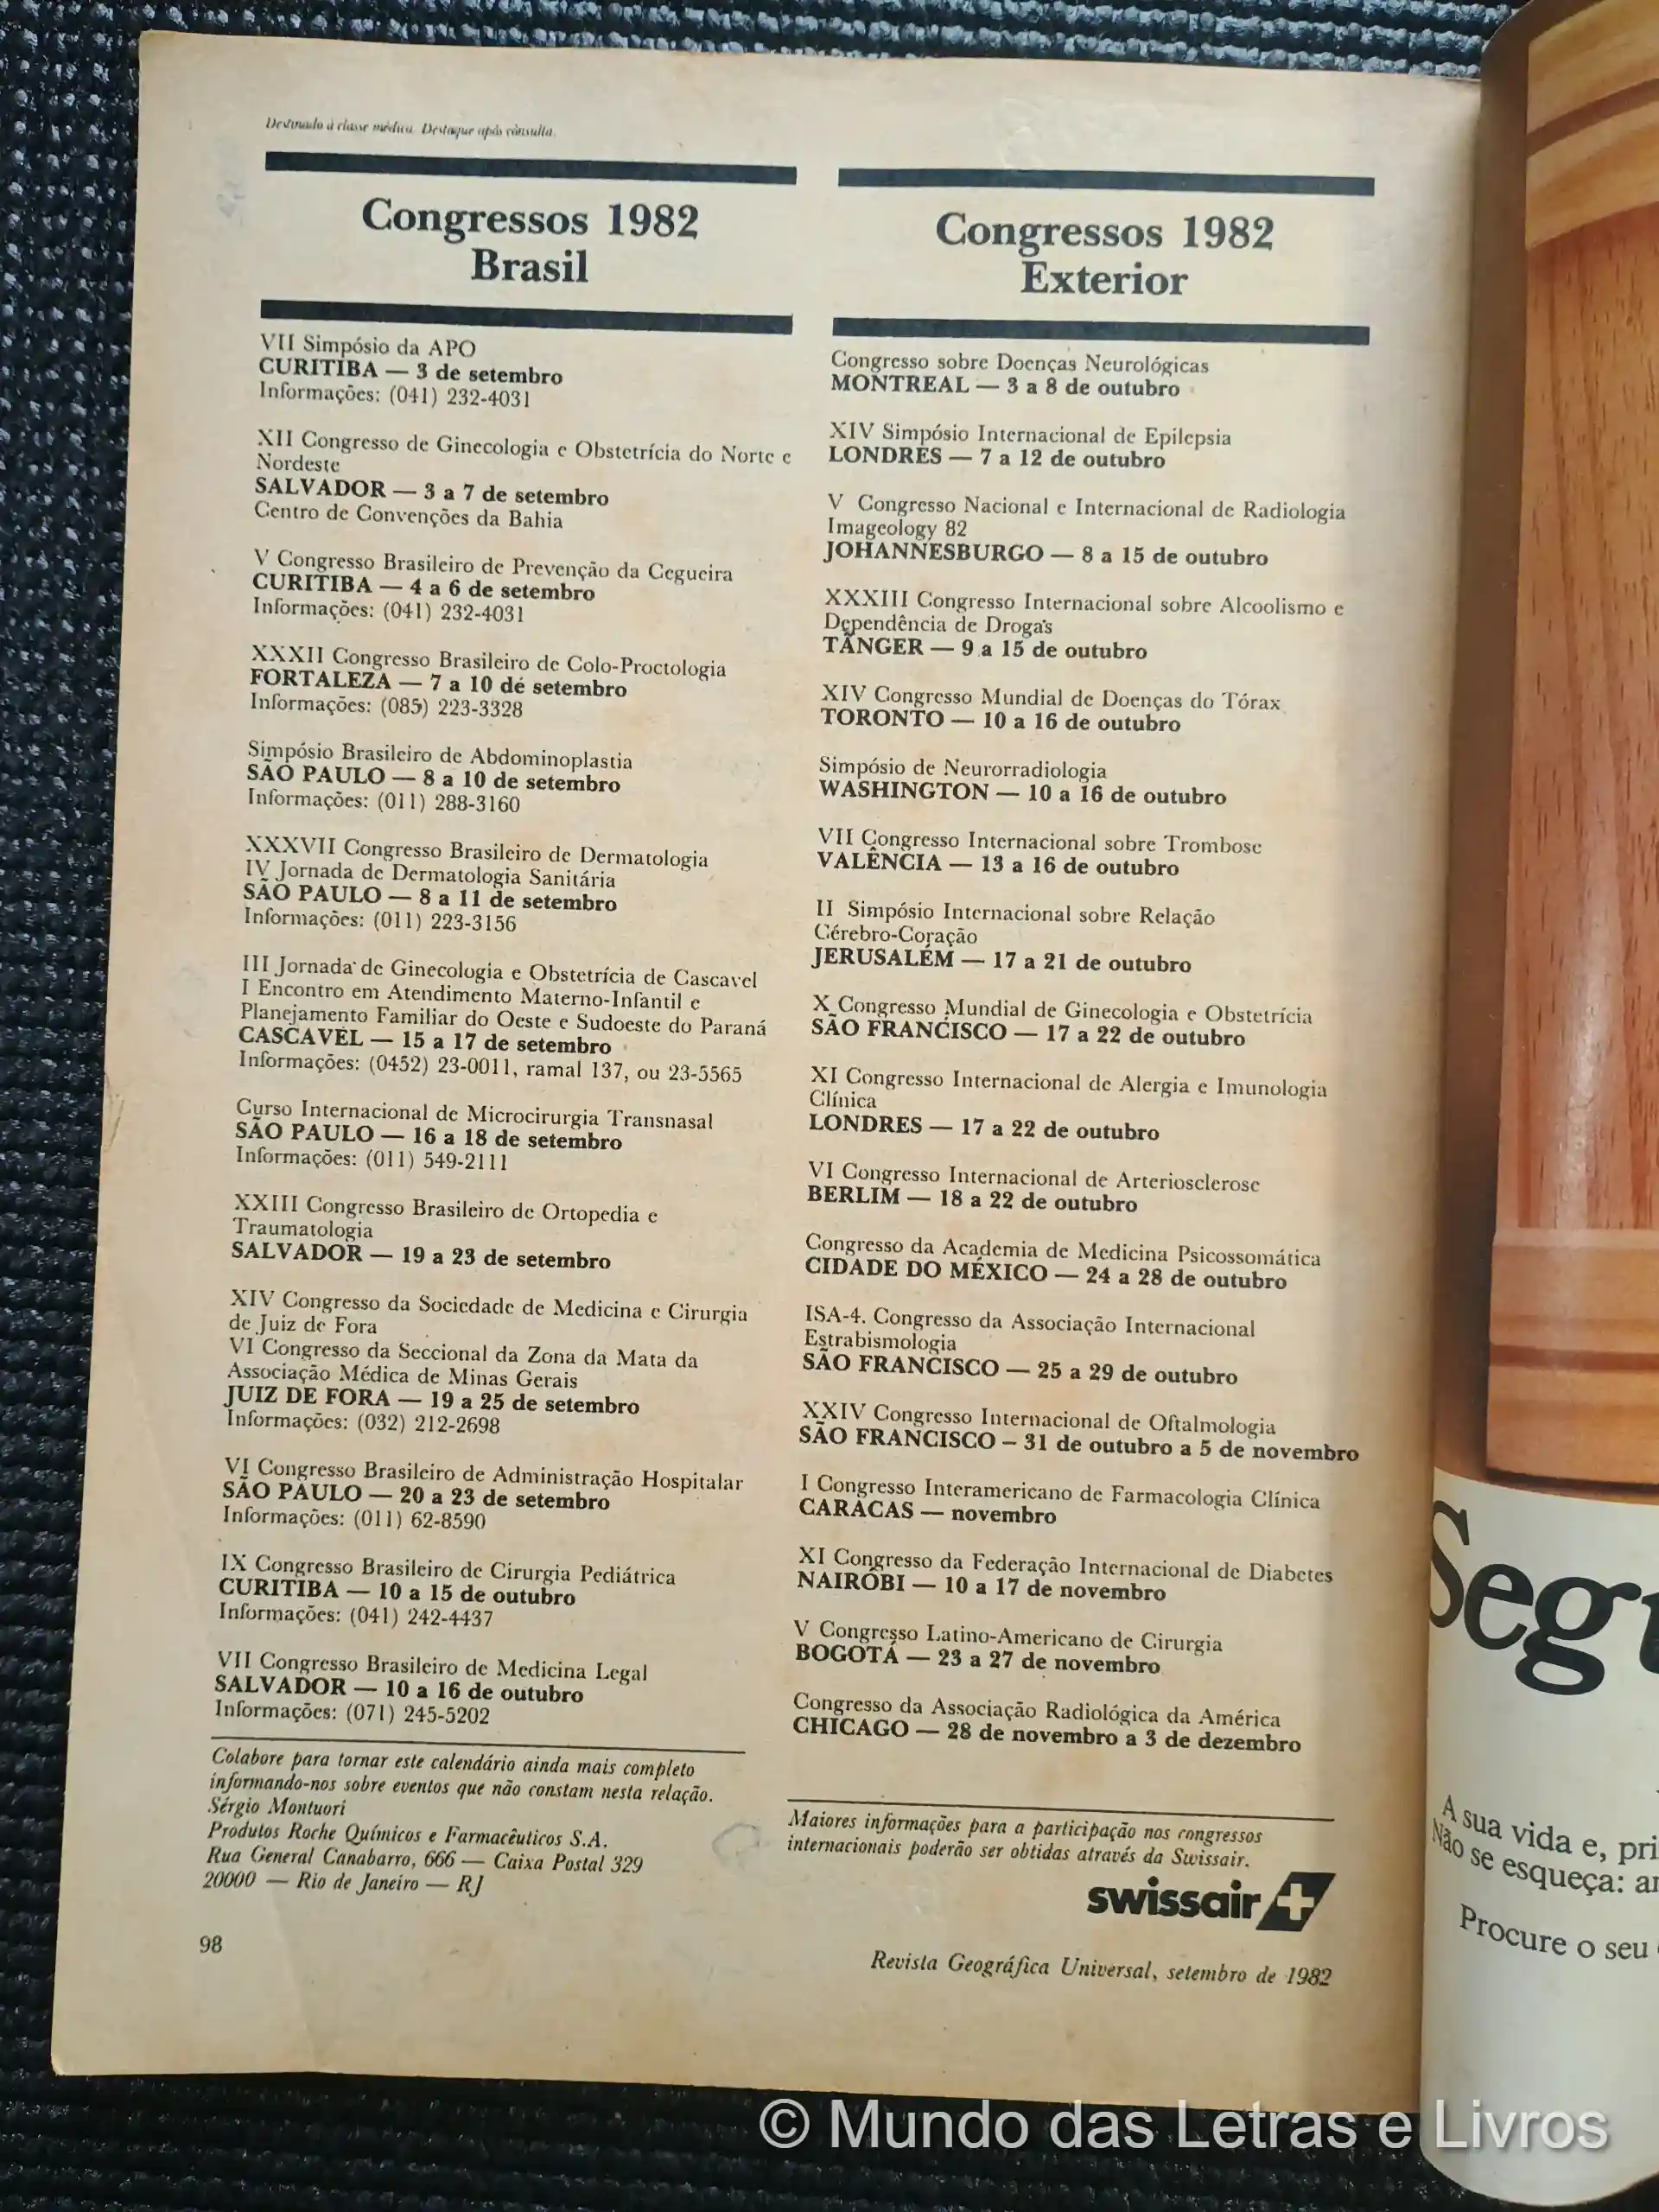 Destinado à classe médica. Destaque após consulta.
Congressos 1982
Brasil
VII Simpósio da APO
CURITIBA — 3 de setembro
Informações: (041) 232-4031
XII Congresso de Ginecologia e Obstetrícia do Norte e
Nordeste
SALVADOR — 3 a 7 de setembro
Centro de Convenções da Bahia
V Congresso Brasileiro de Prevenção da Cegueira
CURITIBA — 4 a 6 de setembro
Informações: (041) 232-4031
XXXII Congresso Brasileiro de Colo-Proctologia
FORTALEZA — 7 a 10 de setembro
Informações: (085) 223-3328
Simpósio Brasileiro de Abdominoplastia
SÃO PAULO — 8 a 10 de setembro
Informações: (011) 288-3160
XXXVII Congresso Brasileiro de Dermatologia
IV Jornada de Dermatologia Sanitária
SÃO PAULO — 8 a 11 de setembro
Informações: (011) 223-3156
III Jornada de Ginecologia e Obstetrícia de Cascavel
I Encontro em Atendimento Materno-Infantil e
Planejamento Familiar do Oeste e Sudoeste do Paraná
CASCAVEL — 15 a 17 de setembro
Informações: (0452) 23-0011, ramal 137, ou 23-5565
Curso Internacional de Microcirurgia Transnasal
SÃO PAULO — 16 a 18 de setembro
Informações: (011) 549-2111
XXIII Congresso Brasileiro de Ortopedia e
Traumatologia
SALVADOR — 19 a 23 de setembro
XIV Congresso da Sociedade de Medicina e Cirurgia
de Juiz de Fora
VI Congresso da Seccional da Zona da Mata da
Associação Médica de Minas Gerais
JUIZ DE FORA — 19 a 25 de setembro
Informações: (032) 212-2698
VI Congresso Brasileiro de Administração Hospitalar
SÃO PAULO — 20 a 23 de setembro
Informações: (011) 62-8590
IX Congresso Brasileiro de Cirurgia Pediátrica
CURITIBA — 10 a 15 de outubro
Informações: (041) 242-4437
VII Congresso Brasileiro de Medicina Legal
SALVADOR — 10 a 16 de outubro
Informações: (071) 245-5202
Colabore para tornar este calendário ainda mais completo
informando-nos sobre eventos que não constam nesta relação.
Sérgio Montuori
Produtos Roche Químicos e Farmacêuticos S.A.
Rua General Canabarro, 666 — Caixa Postal 329
20000 — Rio de Janeiro — RJ
98
Congressos 1982
Exterior
Congresso sobre Doenças Neurológicas
MONTREAL — 3 a 8 de outubro
XIV Simpósio Internacional de Epilepsia
LONDRES — 7 a 12 de outubro
V Congresso Nacional e Internacional de Radiologia
Imageology 82
JOHANNESBURGO — 8 a 15 de outubro
XXXIII Congresso Internacional sobre Alcoolismo e
Dependência de Drogas
TÂNGER — 9 a 15 de outubro
XIV Congresso Mundial de Doenças do Tórax
TORONTO — 10 a 16 de outubro
Simpósio de Neurorradiologia
WASHINGTON — 10 a 16 de outubro
VII Congresso Internacional sobre Trombose
VALÊNCIA — 13 a 16 de outubro
II Simpósio Internacional sobre Relação
Cérebro-Coração
JERUSALÉM — 17 a 21 de outubro
X Congresso Mundial de Ginecologia e Obstetrícia
SÃO FRANCISCO — 17 a 22 de outubro
XI Congresso Internacional de Alergia e Imunologia
Clínica
LONDRES — 17 a 22 de outubro
VI Congresso Internacional de Arteriosclerose
BERLIM — 18 a 22 de outubro
Congresso da Academia de Medicina Psicossomática
CIDADE DO MÉXICO — 24 a 28 de outubro
ISA-4. Congresso da Associação Internacional
Estrabismologia
SÃO FRANCISCO — 25 a 29 de outubro
XXIV Congresso Internacional de Oftalmologia
SÃO FRANCISCO – 31 de outubro a 5 de novembro
I Congresso Interamericano de Farmacologia Clínica
CARACAS — novembro
XI Congresso da Federação Internacional de Diabetes
NAIRÓBI — 10 a 17 de novembro
V Congresso Latino-Americano de Cirurgia
BOGOTÁ — 23 a 27 de novembro
Congresso da Associação Radiológica da América
CHICAGO — 28 de novembro a 3 de dezembro
Maiores informações para a participação nos congressos
internacionais poderão ser obtidas através da Swissair.
swissair
Revista Geográfica Universal, setembro de 1982
A sua vida e,
Não se esqueça:
Procure o seu
© Mundo das Letras e Livros